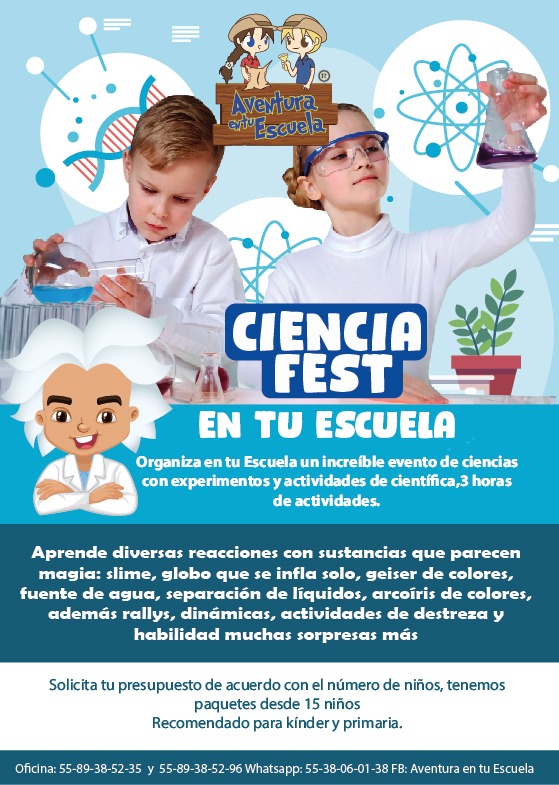 Aventura
en tu
Escuela
®
CIENCIA
FEST
EN TU ESCUELA
Organiza en tu Escuela un increíble evento de ciencias
con experimentos y actividades de científica,3 horas
de actividades.
Aprende diversas reacciones con sustancias que parecen
magia: slime, globo que se infla solo, geiser de colores,
fuente de agua, separación de líquidos, arcoíris de colores,
además rallys, dinámicas, actividades de destreza y
habilidad muchas sorpresas más
Solicita tu presupuesto de acuerdo con el número de niños, tenemos
paquetes desde 15 niños
Recomendado para kínder y primaria.
Oficina: 55-89-38-52-35 y 55-89-38-52-96 Whatsapp: 55-38-06-01-38 FB: Aventura en tu Escuela